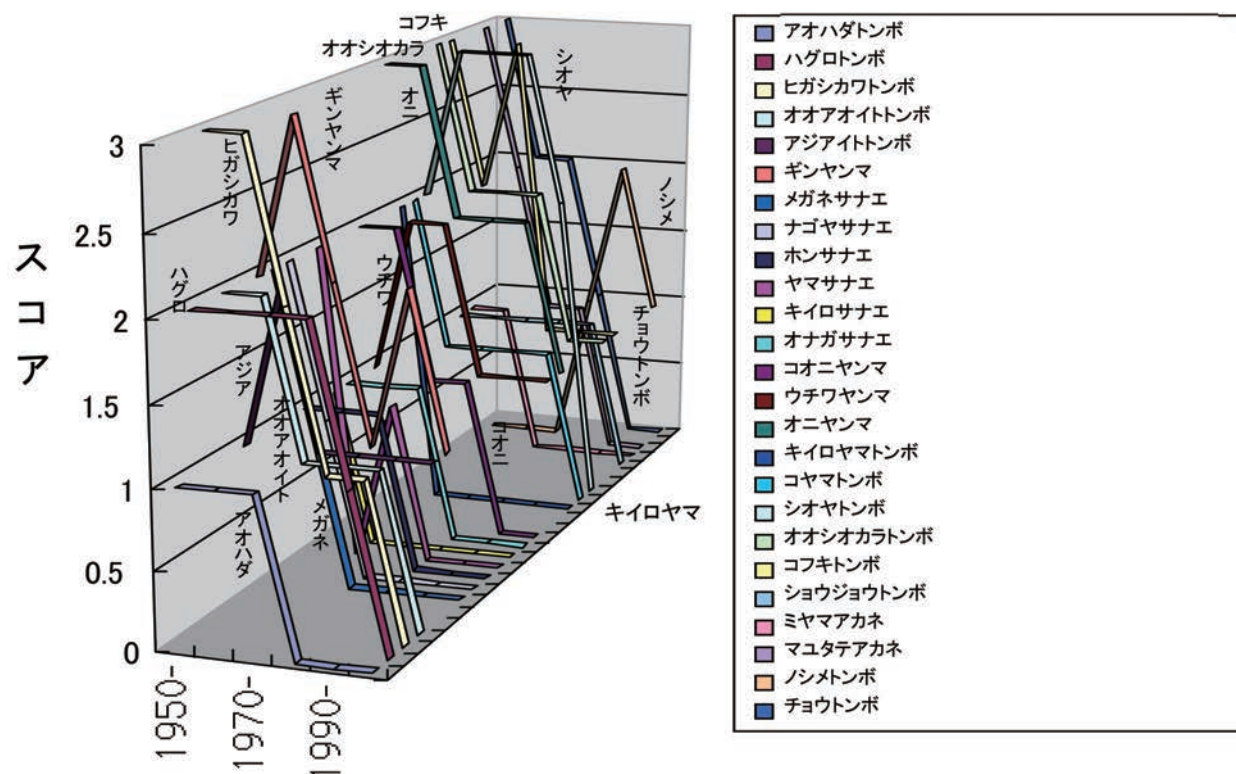 スコア
3
2.5
2
1.5
1
0.5
0
1950-
1970-
1990-
コフキ
オオシオカラ
シオヤ
オニ
ギンヤンマ
ヒガシカワ
ノシメ
ウチワ
ハグロ
チョウトンボ
アジア
オオアオイト
コオニ
メガネ
キイロヤマ
アオハダ
アオハダトンボ
ハグロトンボ
ヒガシカワトンボ
オオアオイトトンボ
アジアイトトンボ
ギンヤンマ
メガネサナエ
ナゴヤサナエ
ホンサナエ
ヤマサナエ
キイロサナエ
オナガサナエ
コオニヤンマ
ウチワヤンマ
オニヤンマ
キイロヤマトンボ
コヤマトンボ
シオヤトンボ
オオシオカラトンボ
コフキトンボ
ショウジョウトンボ
ミヤマアカネ
マユタテアカネ
ノシメトンボ
チョウトンボ